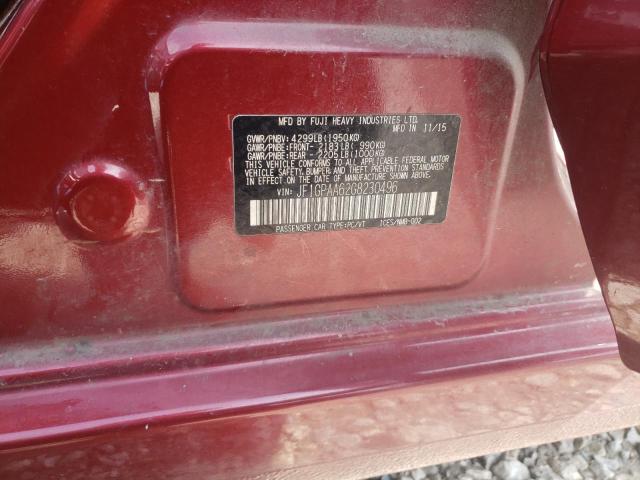 MFD BY FUJI HEAVY INDUSTRIES LTD.
MFD IN 11/15
GVWR/PNBV: 4299LB(1950KG)
GAWR/PNBE:FRONT- 2183LB( 990KG)
GAWR/PNBE:REAR - 2205LB(1000KG)
THIS VEHICLE CONFORMS TO ALL APPLICABLE FEDERAL MOTOR
VEHICLE SAFETY, BUMPER, AND THEFT PREVENTION STANDARDS
IN EFFECT ON THE DATE OF MANUFACTURE SHOWN ABOVE.
VIN: JF1GPAA62G8230496
PASSENGER CAR TYPE:PC/VT ICES/NMB-002